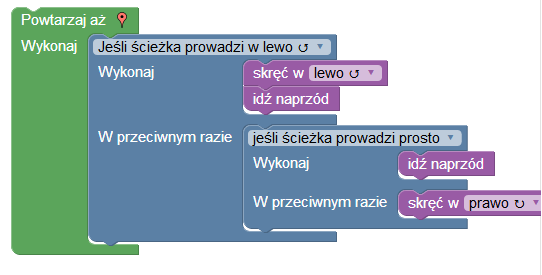 Powtarzaj aż
Wykonaj Jeśli ścieżka prowadzi w lewo ↺
Wykonaj skręć w lewo ↺
idź naprzód
W przeciwnym razie jeśli ścieżka prowadzi prosto
Wykonaj idź naprzód
W przeciwnym razie skręć w prawo ↻